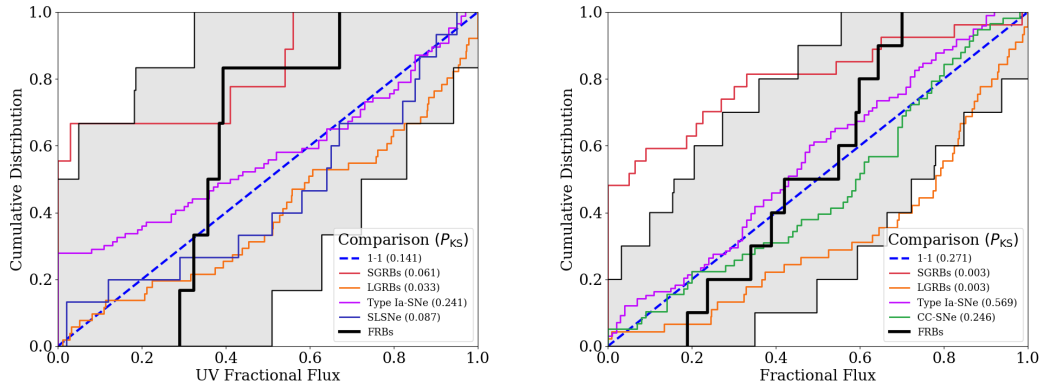 1.0
0.8
0.6
0.4
0.2
0.0
Cumulative Distribution
0.0 0.2 0.4 0.6 0.8 1.0
UV Fractional Flux
Comparison (P_KS)
1-1 (0.141)
SGRBs (0.061)
LGRBs (0.033)
Type Ia-SNe (0.241)
SLSNe (0.087)
FRBs
1.0
0.8
0.6
0.4
0.2
0.0
Cumulative Distribution
0.0 0.2 0.4 0.6 0.8 1.0
Fractional Flux
Comparison (P_KS)
1-1 (0.271)
SGRBs (0.003)
LGRBs (0.003)
Type Ia-SNe (0.569)
CC-SNe (0.246)
FRBs